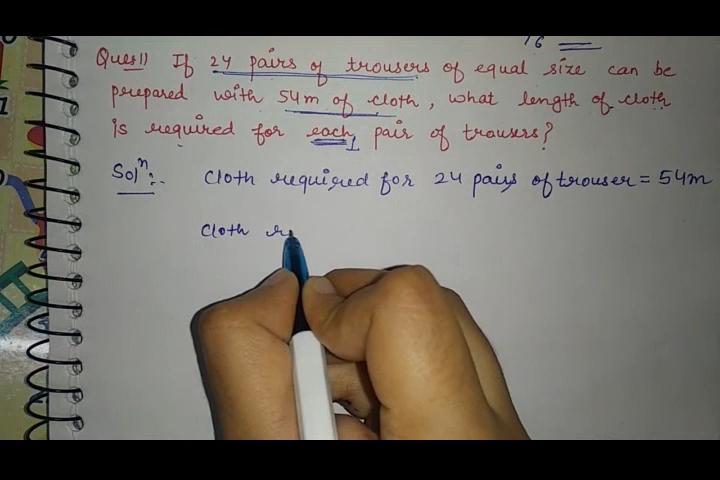 16
Ques11) If 24 pairs of trousers of equal size can be
prepared with 54m of cloth, what length of cloth
is required for each pair of trousers?
1
Solⁿ:- Cloth required for 24 pairs of trouser = 54m
Cloth r